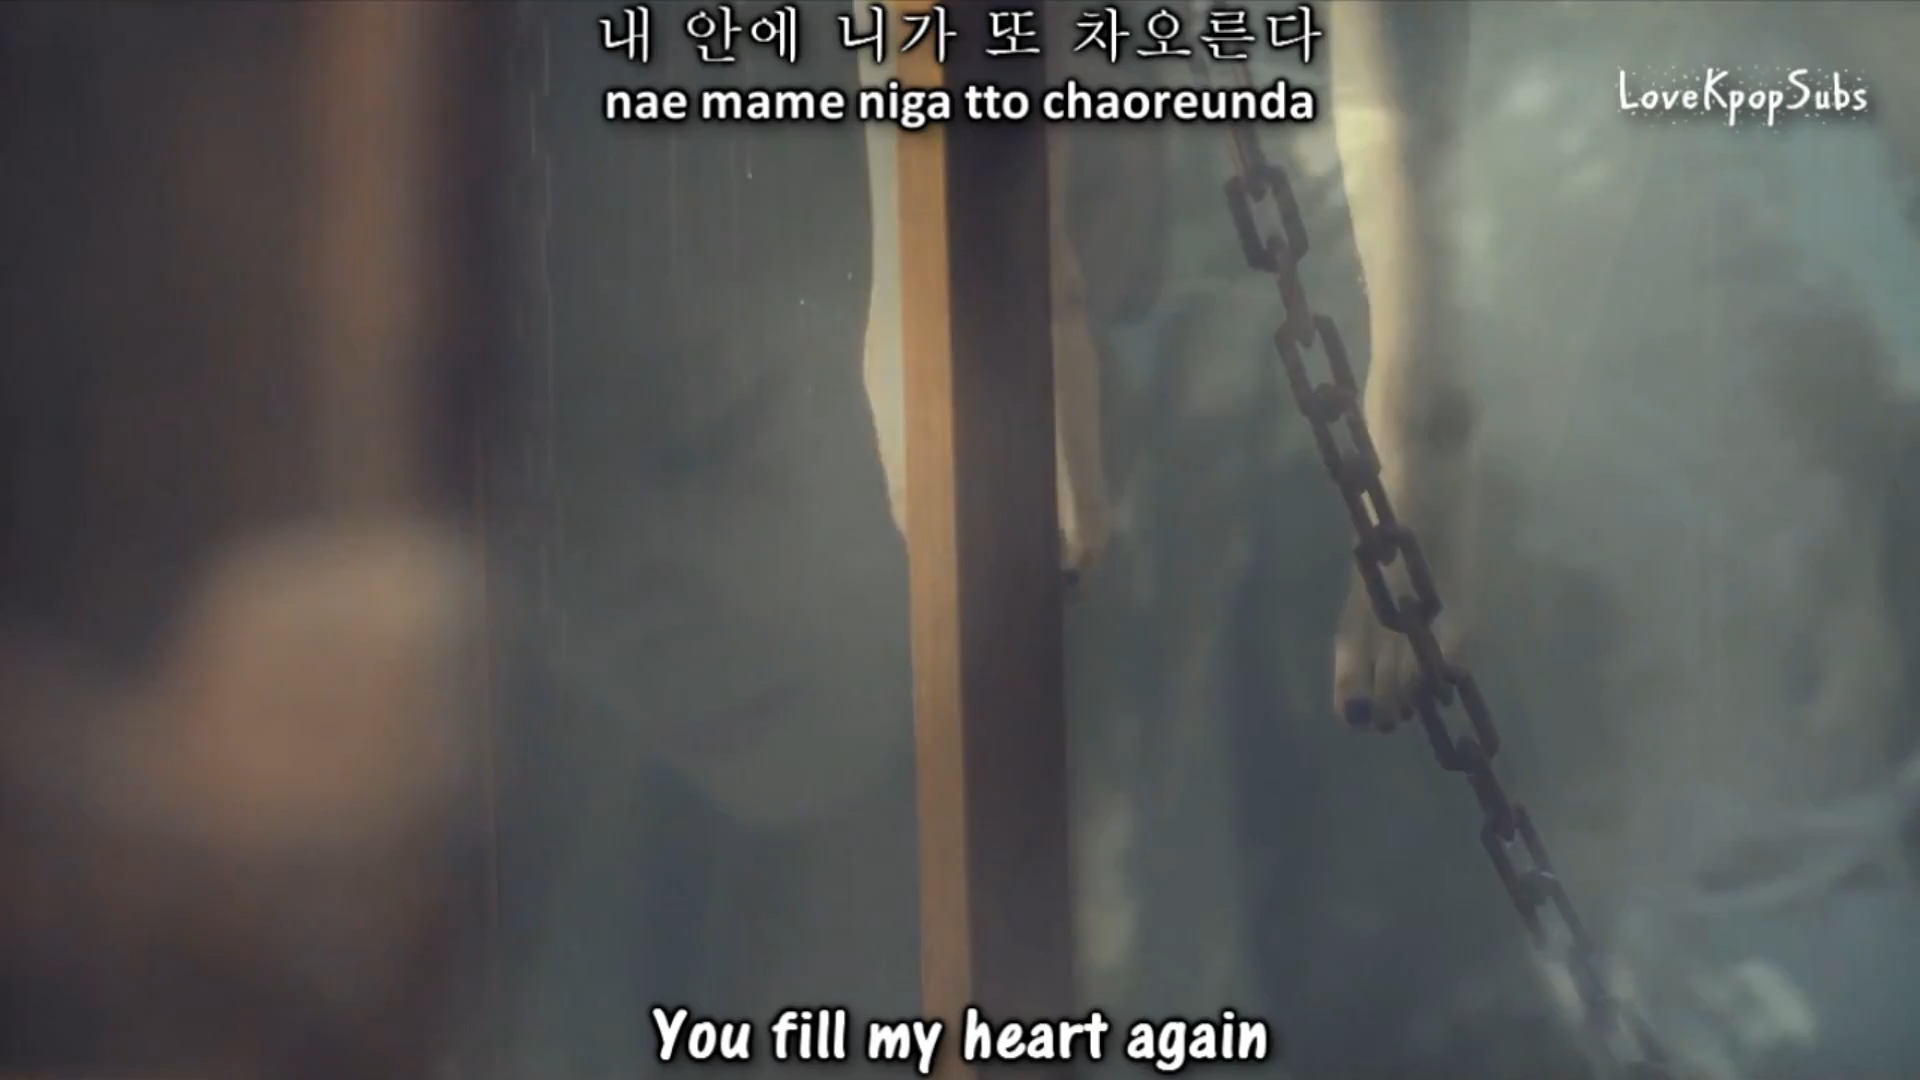 내 안에 니가 또 차오른다
nae mame niga tto chaoreunda
LoveKpopSubs
You fill my heart again